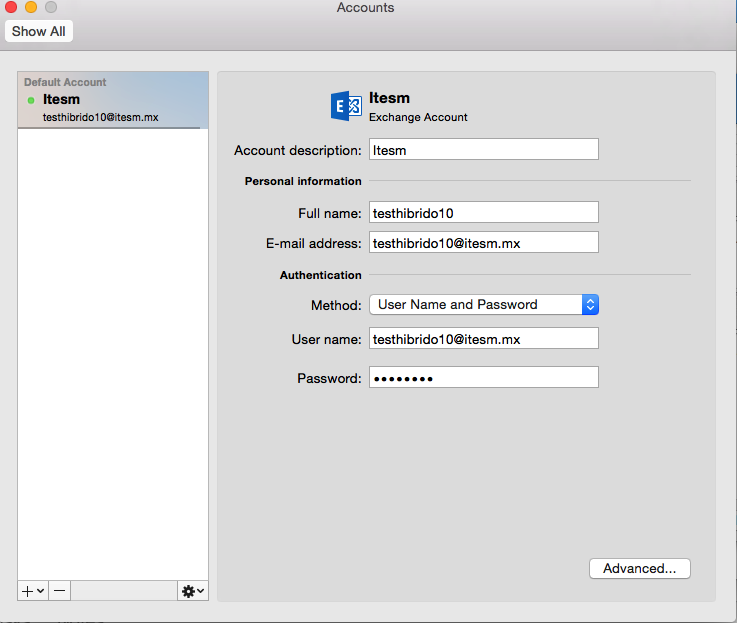 Accounts
Show All
Default Account
Itesm
testhibrido10@itesm.mx
Itesm
Exchange Account
Account description: Itesm
Personal information
Full name: testhibrido10
E-mail address: testhibrido10@itesm.mx
Authentication
Method: User Name and Password
User name: testhibrido10@itesm.mx
Password: ••••••••
Advanced...